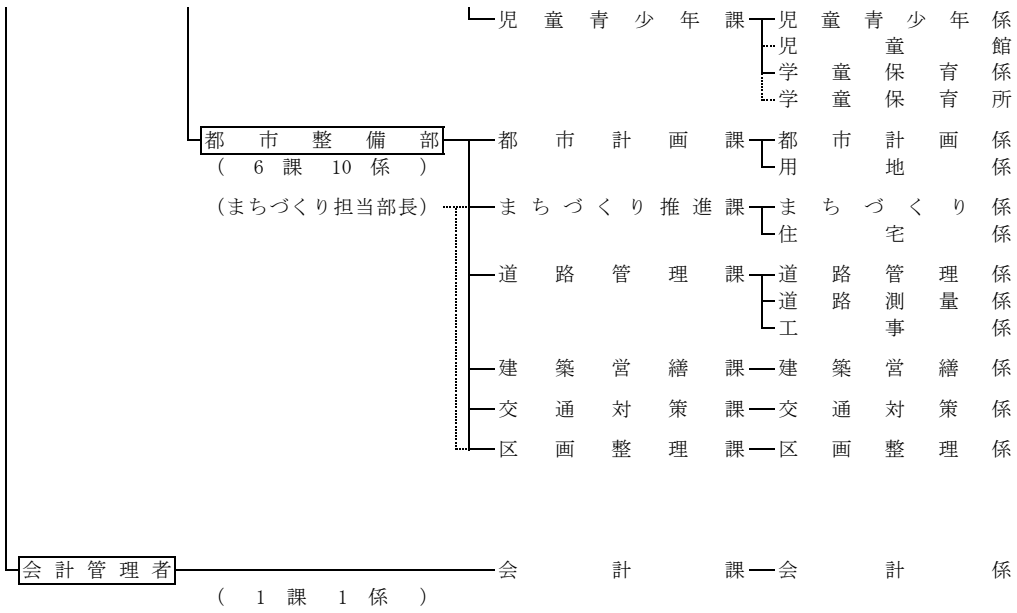 児童青少年課 児童青少年係
児童館
学童保育係
学童保育所
都市整備部 都市計画課 都市計画係
(6課10係) 用地係
(まちづくり担当部長) まちづくり推進課 まちづくり係
住宅係
道路管理課 道路管理係
道路測量係
工事係
建築営繕課 建築営繕係
交通対策課 交通対策係
区画整理課 区画整理係
会計管理者 会計課 会計係
(1課1係)